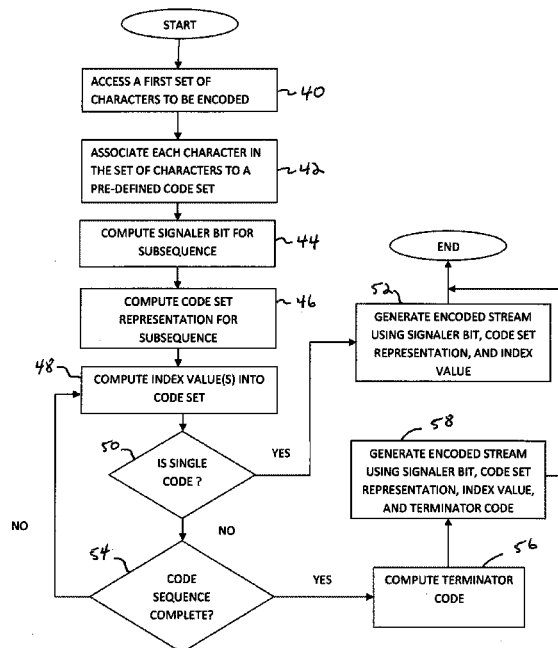 START
ACCESS A FIRST SET OF
CHARACTERS TO BE ENCODED
40
ASSOCIATE EACH CHARACTER IN
THE SET OF CHARACTERS TO A
PRE-DEFINED CODE SET
42
COMPUTE SIGNALER BIT FOR
SUBSEQUENCE
44
COMPUTE CODE SET
REPRESENTATION FOR
SUBSEQUENCE
46
48
COMPUTE INDEX VALUE(S) INTO
CODE SET
50
IS SINGLE
CODE ?
YES
NO
END
52
GENERATE ENCODED STREAM
USING SIGNALER BIT, CODE SET
REPRESENTATION, AND INDEX
VALUE
NO
54
CODE
SEQUENCE
COMPLETE?
YES
58
GENERATE ENCODED STREAM
USING SIGNALER BIT, CODE SET
REPRESENTATION, INDEX VALUE,
AND TERMINATOR CODE
56
COMPUTE TERMINATOR
CODE